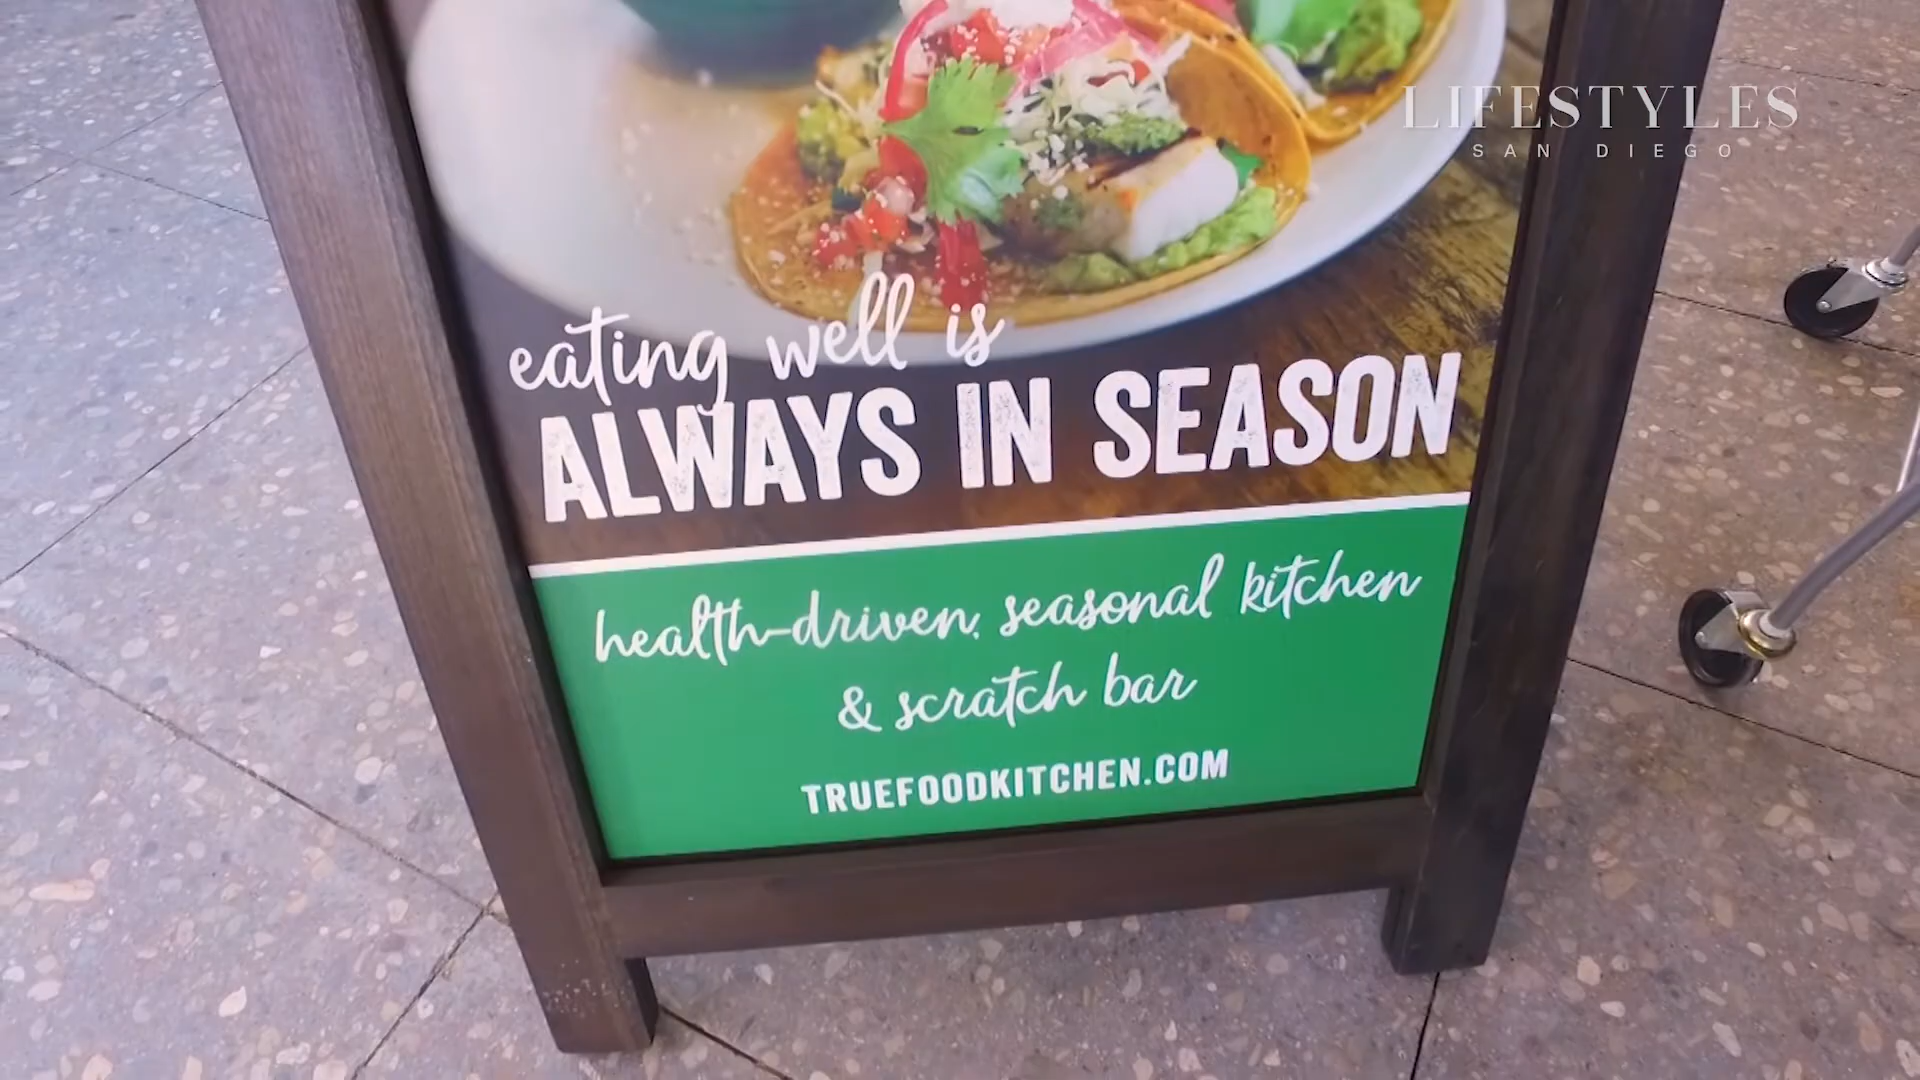 LIFESTYLES
SAN DIEGO
eating well is
ALWAYS IN SEASON
health-driven, seasonal kitchen
& scratch bar
TRUEFOODKITCHEN.COM